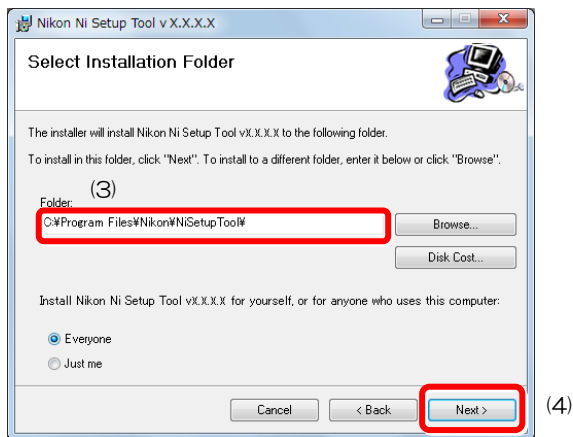 Nikon Ni Setup Tool v X.X.X.X
Select Installation Folder
The installer will install Nikon Ni Setup Tool vX.X.X.X to the following folder.
To install in this folder, click "Next". To install to a different folder, enter it below or click "Browse".
(3)
Folder:
C:¥Program Files¥Nikon¥NiSetupTool¥
Browse...
Disk Cost...
Install Nikon Ni Setup Tool vX.X.X.X for yourself, or for anyone who uses this computer:
Everyone
Just me
Cancel
< Back
Next >
(4)